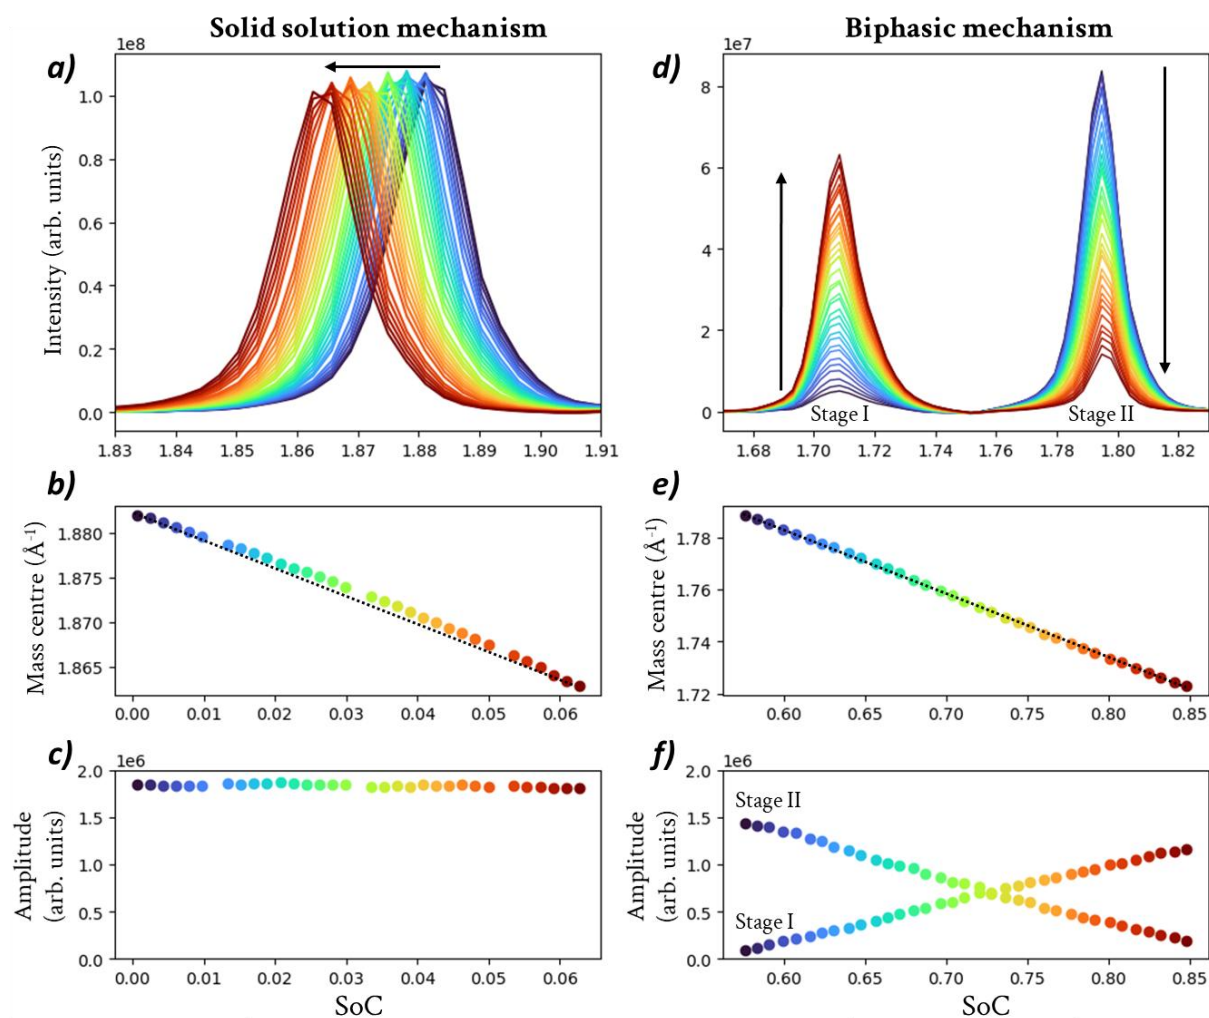 Solid solution mechanism
Biphasic mechanism
a)
1e8
Intensity (arb. units)
1.0
0.8
0.6
0.4
0.2
0.0
1.83 1.84 1.85 1.86 1.87 1.88 1.89 1.90 1.91
d)
1e7
8
6
4
2
0
Stage I
Stage II
1.68 1.70 1.72 1.74 1.76 1.78 1.80 1.82
b)
Mass centre (Å⁻¹)
1.880
1.875
1.870
1.865
0.00 0.01 0.02 0.03 0.04 0.05 0.06
e)
Mass centre (Å⁻¹)
1.78
1.76
1.74
1.72
0.60 0.65 0.70 0.75 0.80 0.85
c)
1e6
Amplitude
(arb. units)
2.0
1.5
1.0
0.5
0.0
0.00 0.01 0.02 0.03 0.04 0.05 0.06
SoC
f)
1e6
Amplitude
(arb. units)
2.0
1.5
1.0
0.5
0.0
Stage II
Stage I
0.60 0.65 0.70 0.75 0.80 0.85
SoC